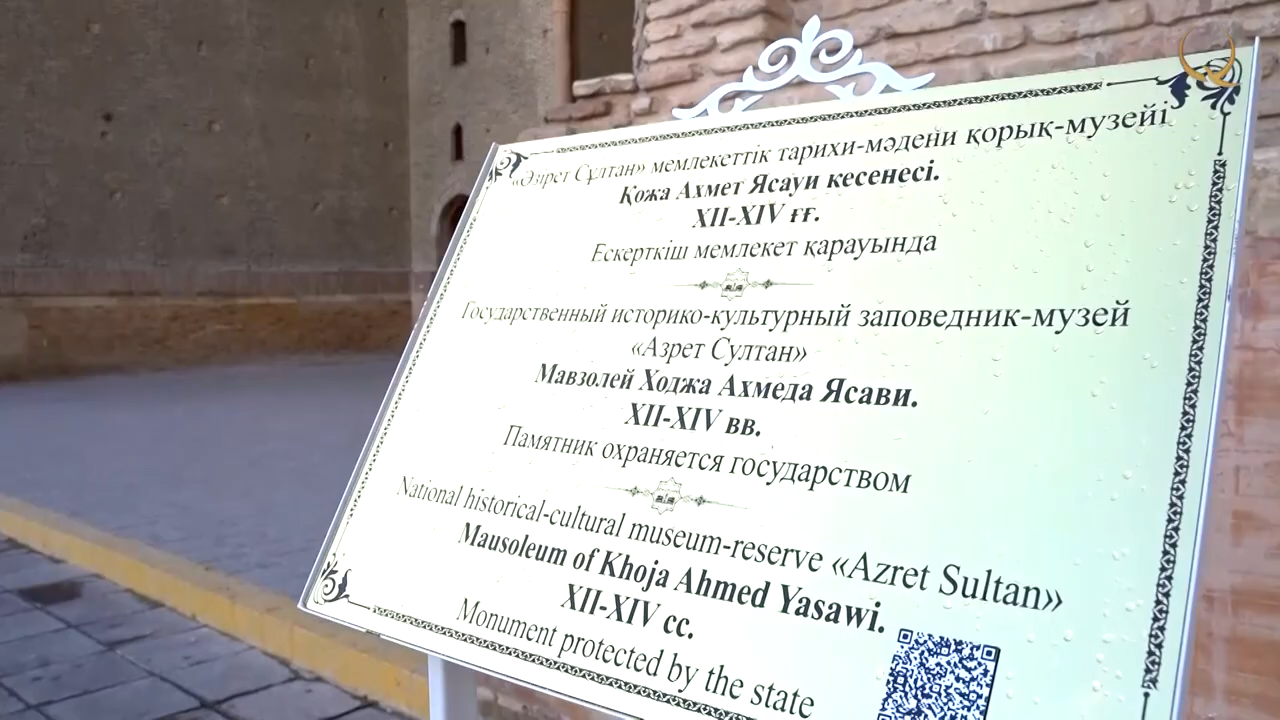 «Әзірет Сұлтан» мемлекеттік тарихи-мәдени қорық-музейі
Қожа Ахмет Ясауи кесенесі.
XII-XIV ғғ.
Ескерткіш мемлекет қарауында
Государственный историко-культурный заповедник-музей
«Азрет Султан»
Мавзолей Ходжа Ахмеда Ясави.
XII-XIV вв.
Памятник охраняется государством
National historical-cultural museum-reserve «Azret Sultan»
Mausoleum of Khoja Ahmed Yasawi.
XII-XIV cc.
Monument protected by the state